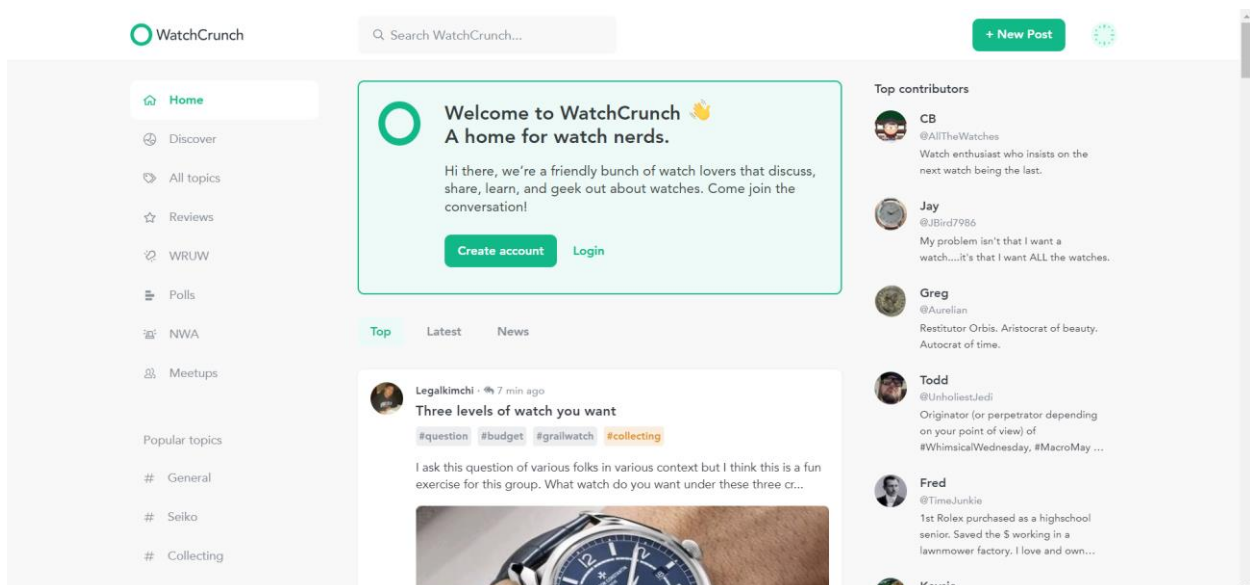 WatchCrunch
Search WatchCrunch...
+ New Post
Home
Discover
All topics
Reviews
WRUW
Polls
NWA
Meetups
Popular topics
# General
# Seiko
# Collecting
Welcome to WatchCrunch 👋
A home for watch nerds.
Hi there, we're a friendly bunch of watch lovers that discuss,
share, learn, and geek out about watches. Come join the
conversation!
Create account Login
Top Latest News
Legalkimchi · 7 min ago
Three levels of watch you want
#question #budget #grailwatch #collecting
I ask this question of various folks in various context but I think this is a fun
exercise for this group. What watch do you want under these three cr...
12
Top contributors
CB
@AllTheWatches
Watch enthusiast who insists on the
next watch being the last.
Jay
@JBird7986
My problem isn't that I want a
watch....it's that I want ALL the watches.
Greg
@Aurelian
Restitutor Orbis. Aristocrat of beauty.
Autocrat of time.
Todd
@UnholiestJedi
Originator (or perpetrator depending
on your point of view) of
#WhimsicalWednesday, #MacroMay ...
Fred
@TimeJunkie
1st Rolex purchased as a highschool
senior. Saved the $ working in a
lawnmower factory. I love and own...